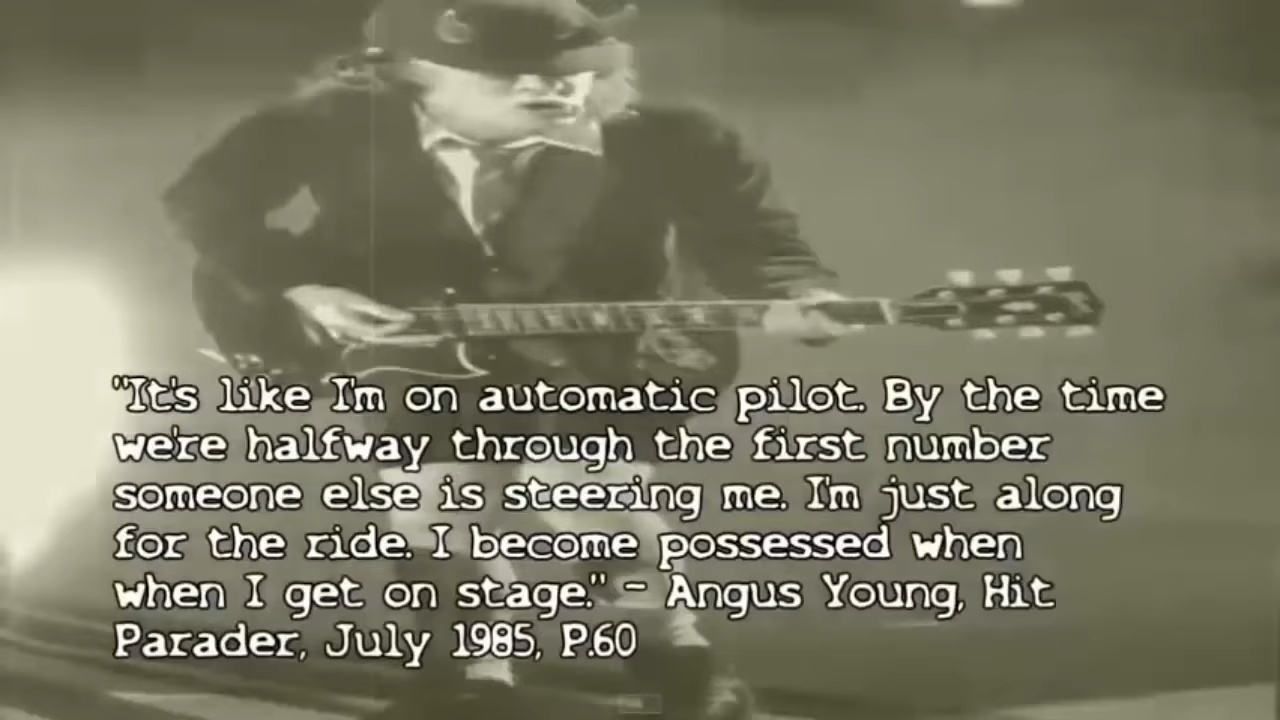 "It's like I'm on automatic pilot. By the time
we're halfway through the first number
someone else is steering me. I'm just along
for the ride. I become possessed when
when I get on stage." - Angus Young, Hit
Parader, July 1985, P.60